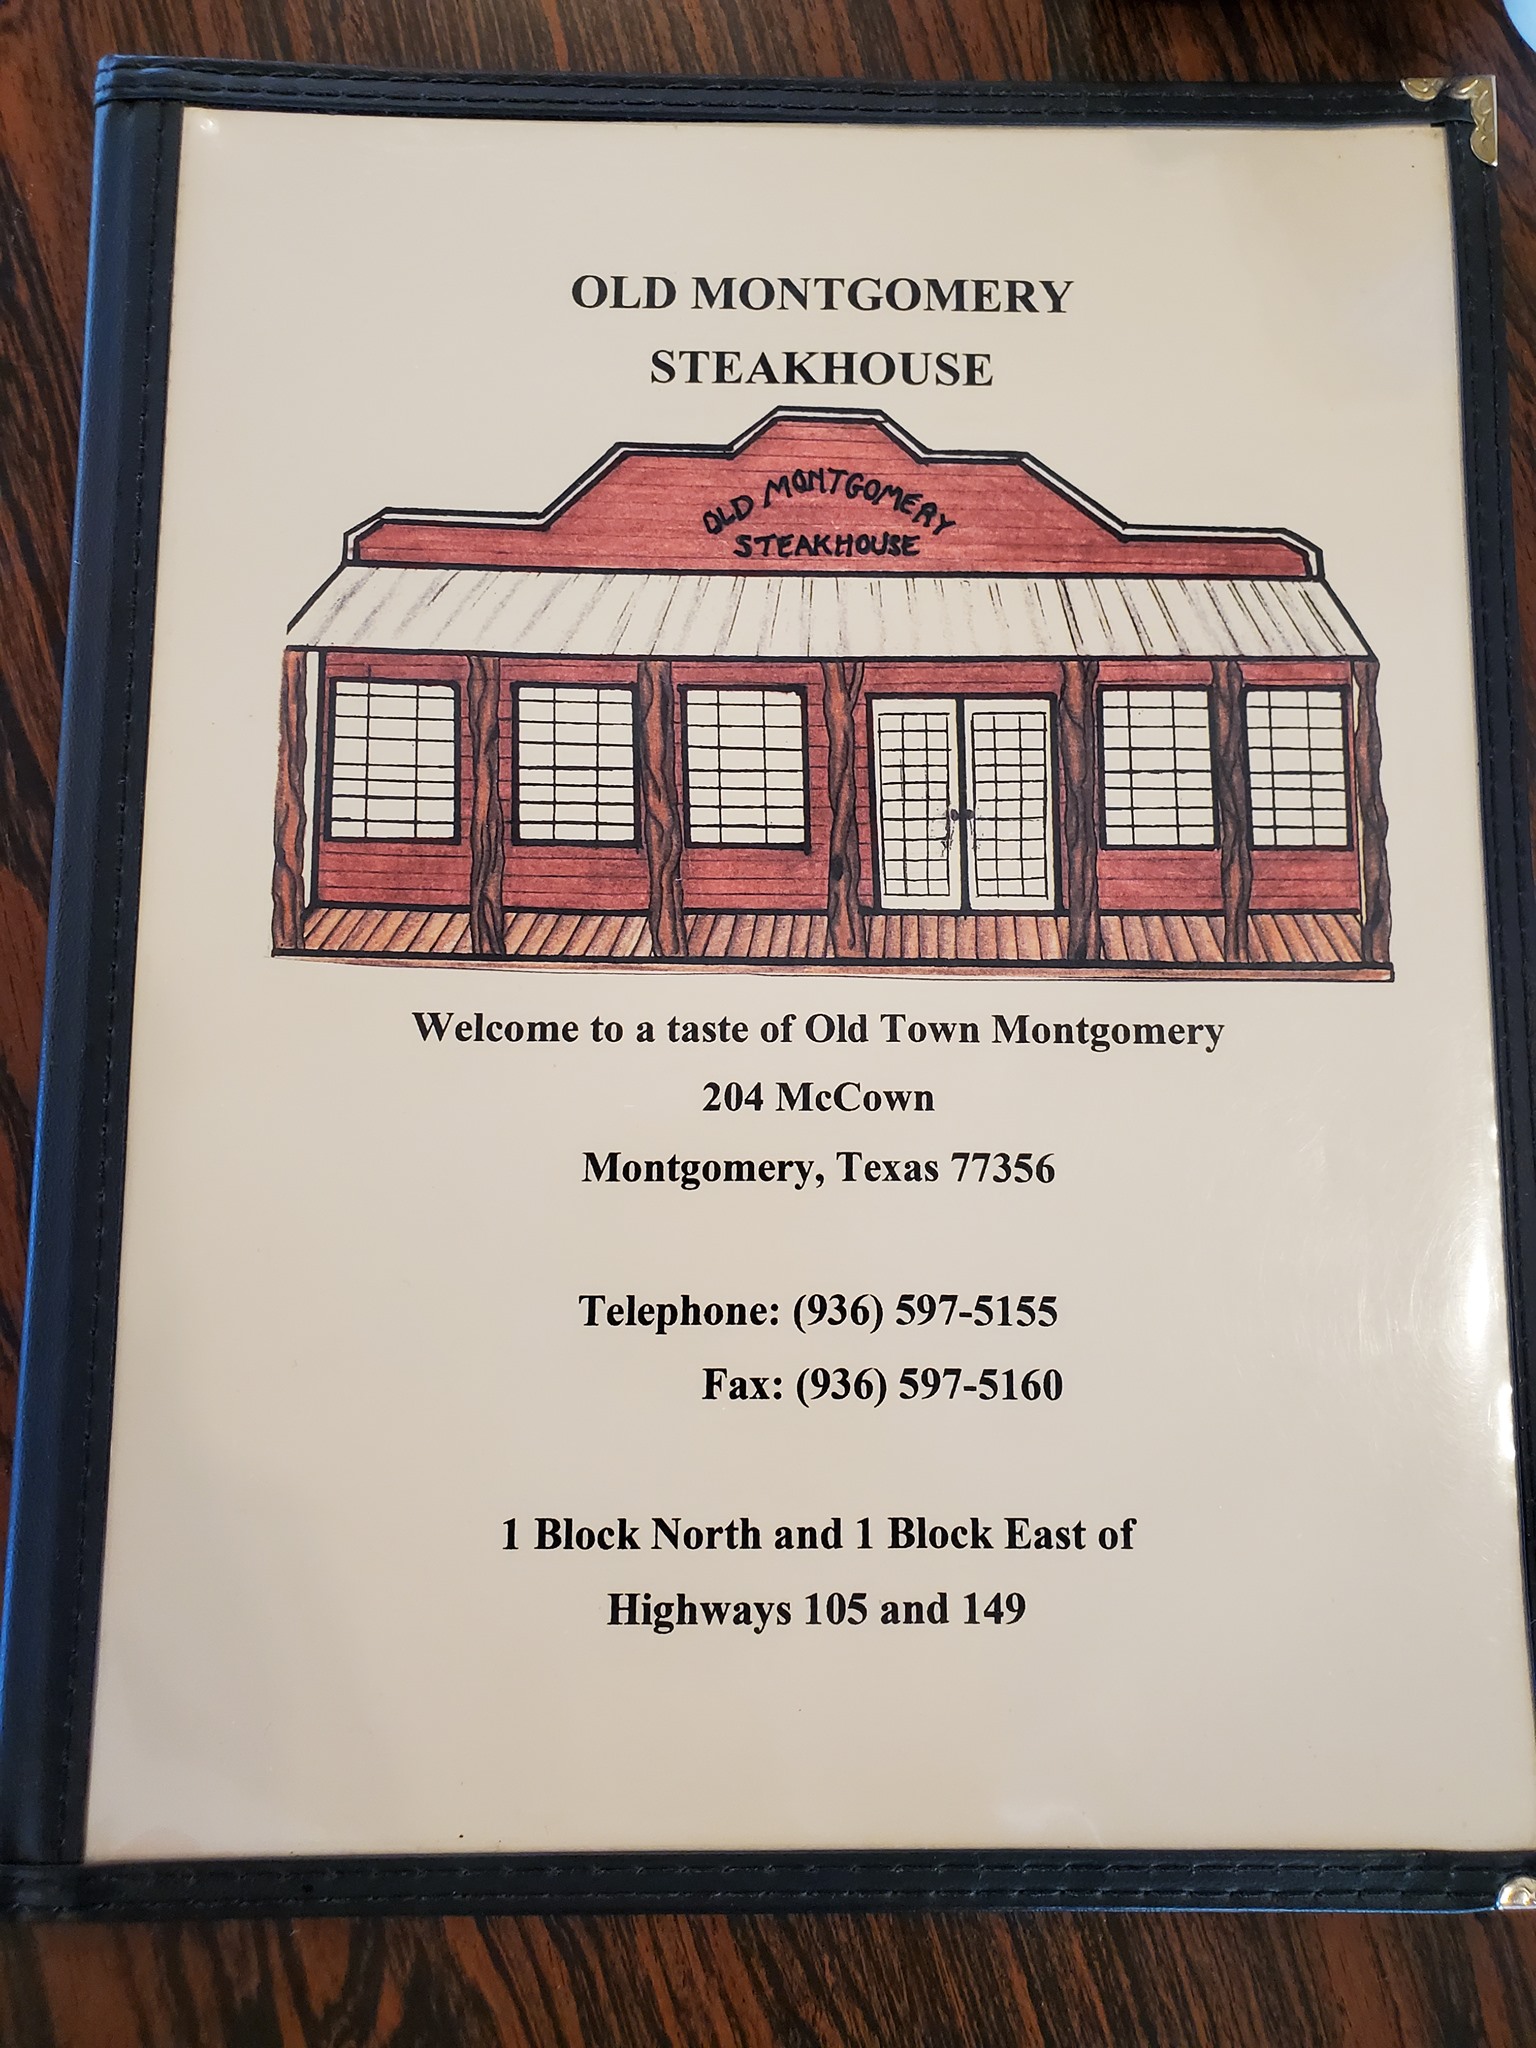 OLD MONTGOMERY
STEAKHOUSE
OLD MONTGOMERY
STEAKHOUSE
Welcome to a taste of Old Town Montgomery
204 McCown
Montgomery, Texas 77356
Telephone: (936) 597-5155
Fax: (936) 597-5160
1 Block North and 1 Block East of
Highways 105 and 149